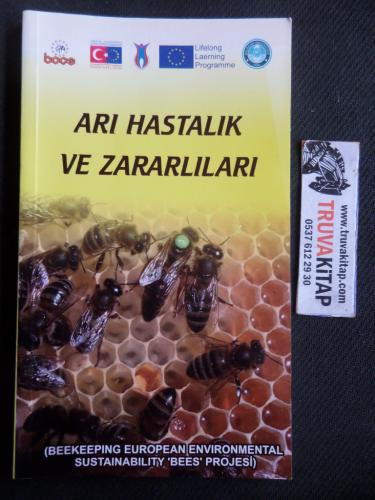 Lifelong
Laerning
Programme
ARI HASTALIK
VE ZARARLILARI
(BEEKEEPING EUROPEAN ENVIRONMENTAL
SUSTAINABILITY 'BEES' PROJESİ)
www.truvakitap.com
TRUVAKİTAP
0537 612 29 30